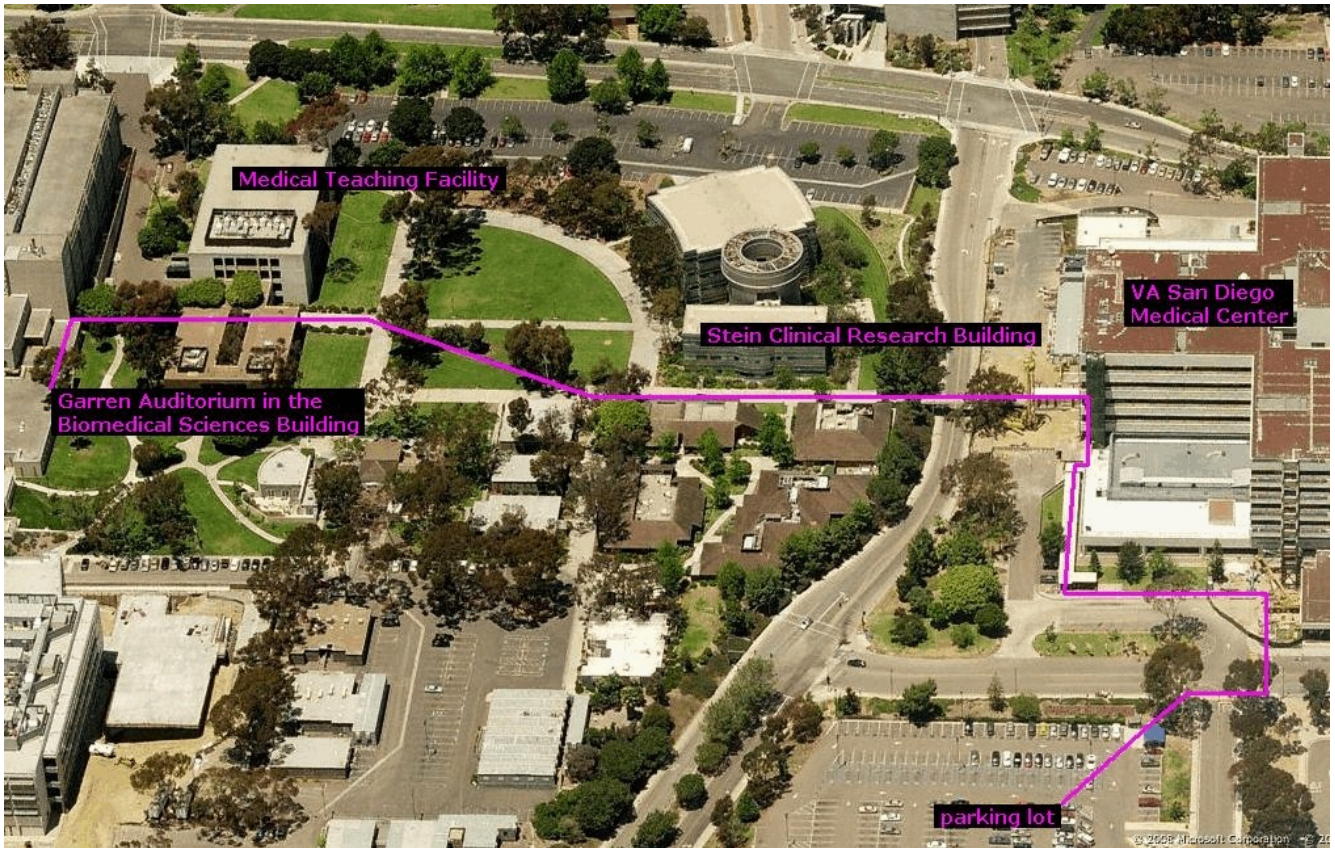 Medical Teaching Facility
VA San Diego
Medical Center
Stein Clinical Research Building
Garren Auditorium in the
Biomedical Sciences Building
parking lot
© 2008 Microsoft Corporation © 20